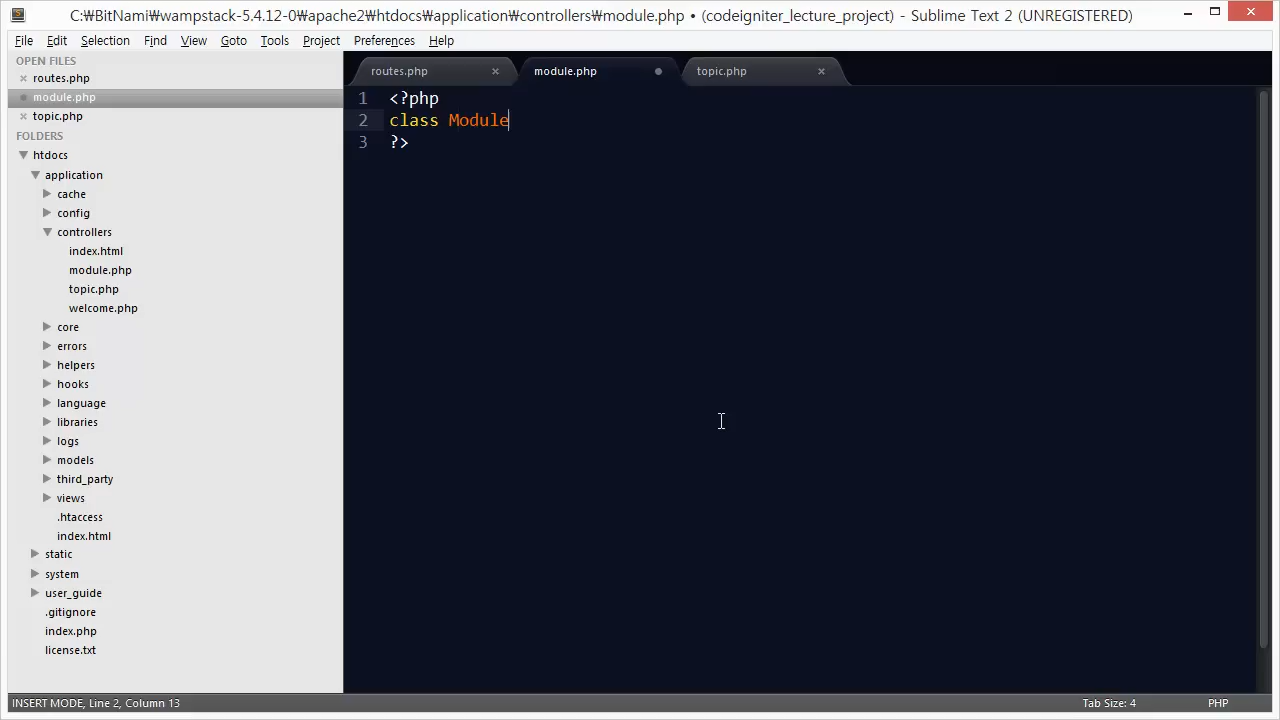 C:₩BitNami₩wampstack-5.4.12-0₩apache2₩htdocs₩application₩controllers₩module.php • (codeigniter_lecture_project) - Sublime Text 2 (UNREGISTERED)
File Edit Selection Find View Goto Tools Project Preferences Help
OPEN FILES
routes.php
module.php
topic.php
FOLDERS
htdocs
application
cache
config
controllers
index.html
module.php
topic.php
welcome.php
core
errors
helpers
hooks
language
libraries
logs
models
third_party
views
.htaccess
index.html
static
system
user_guide
.gitignore
index.php
license.txt
routes.php module.php topic.php
1 <?php
2 class Module
3 ?>
INSERT MODE, Line 2, Column 13 Tab Size: 4 PHP